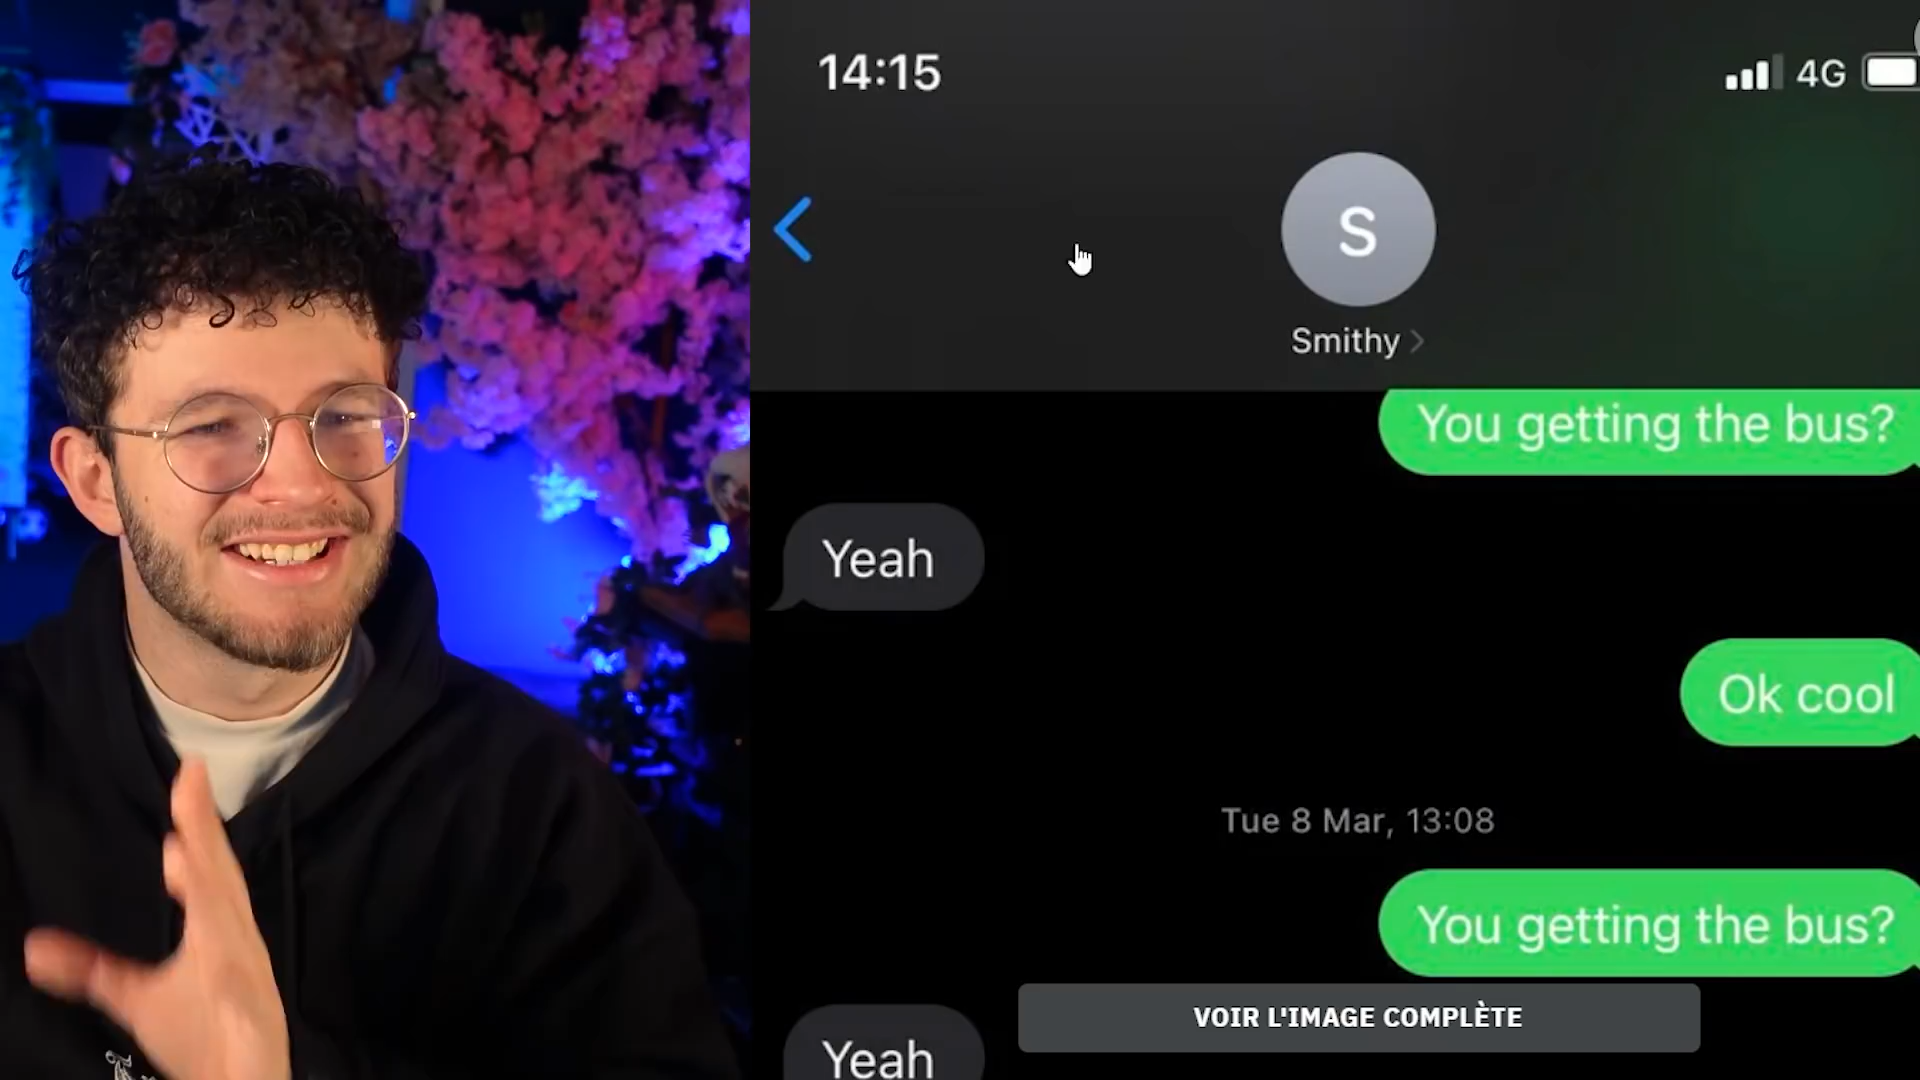 14:15
4G
S
Smithy
You getting the bus?
Yeah
Ok cool
Tue 8 Mar, 13:08
You getting the bus?
VOIR L'IMAGE COMPLÈTE
Yeah